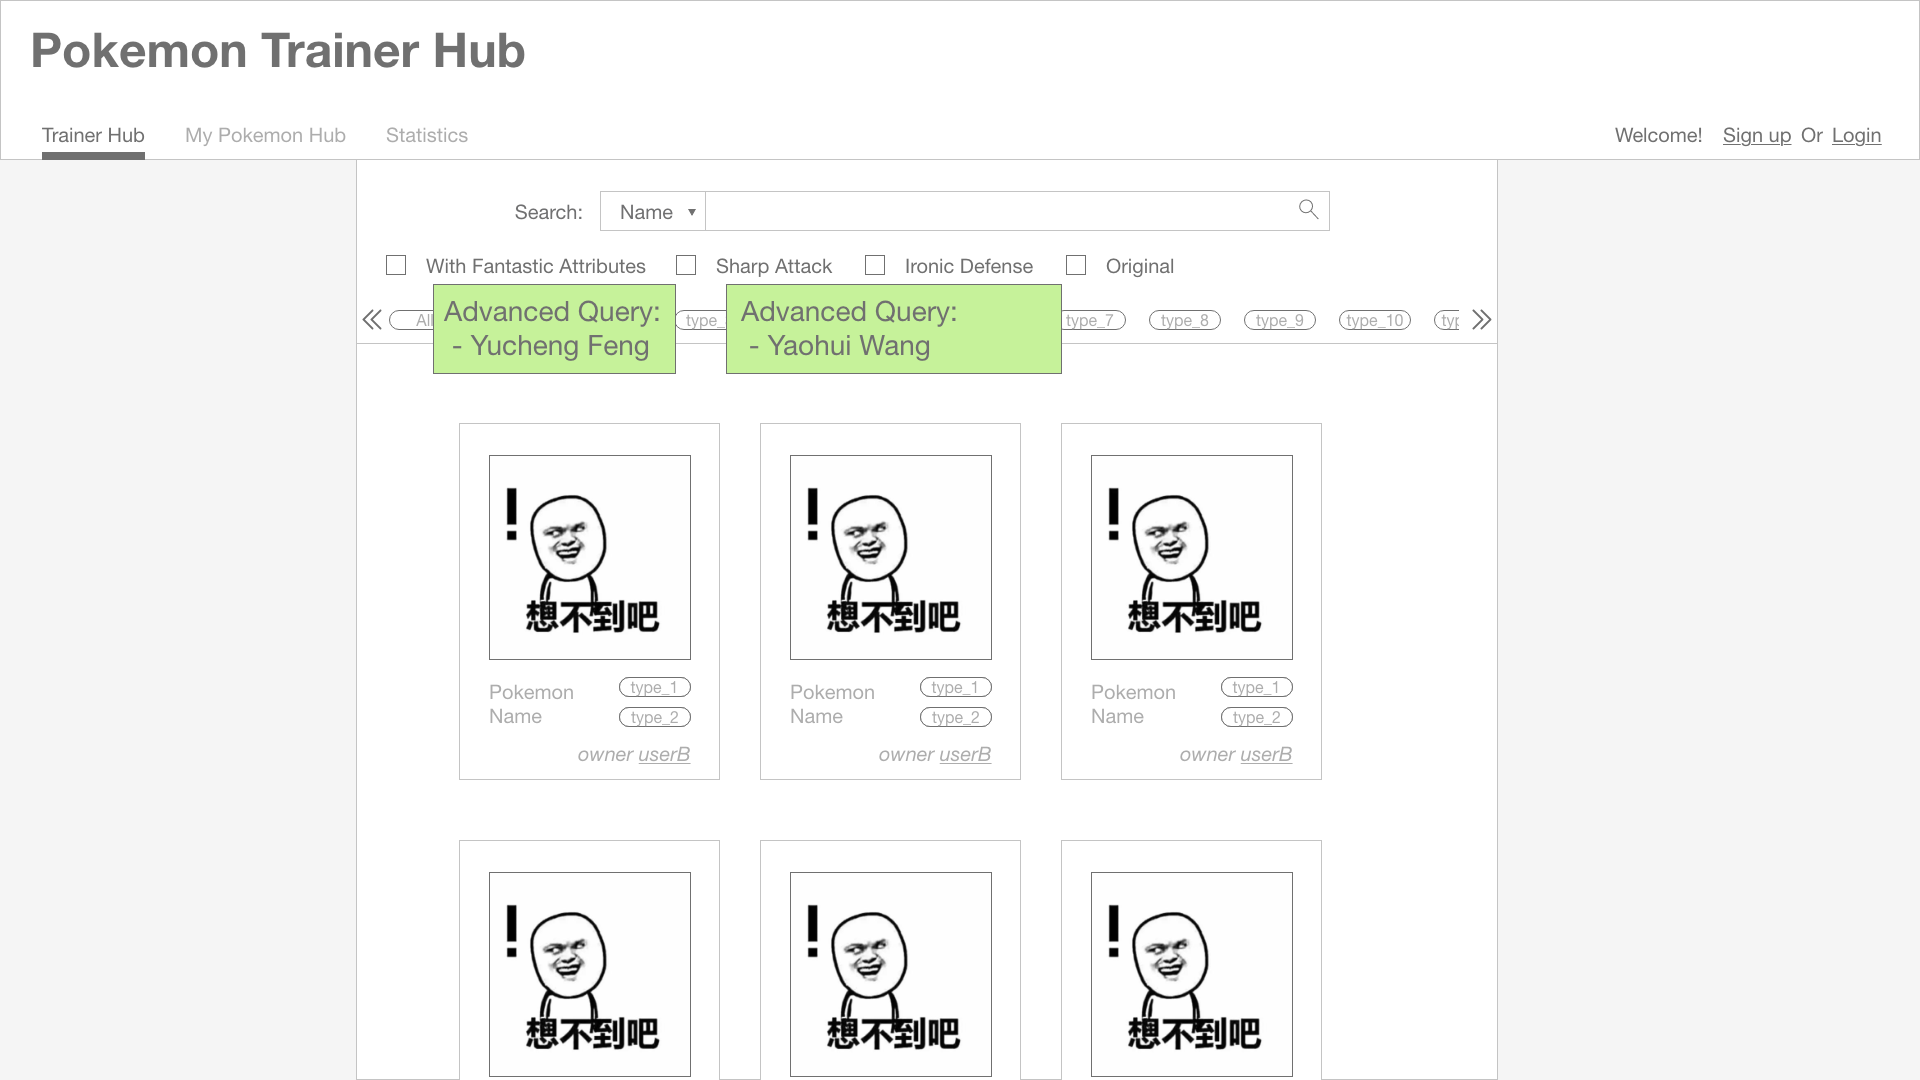 Pokemon Trainer Hub
Trainer Hub My Pokemon Hub Statistics Welcome! Sign up Or Login
Search: Name
With Fantastic Attributes Sharp Attack Ironic Defense Original
All type_ type_7 type_8 type_9 type_10
Advanced Query:
- Yucheng Feng
Advanced Query:
- Yaohui Wang
!
想不到吧
Pokemon
Name
type_1
type_2
owner userB
!
想不到吧
Pokemon
Name
type_1
type_2
owner userB
!
想不到吧
Pokemon
Name
type_1
type_2
owner userB
!
想不到吧
!
想不到吧
!
想不到吧